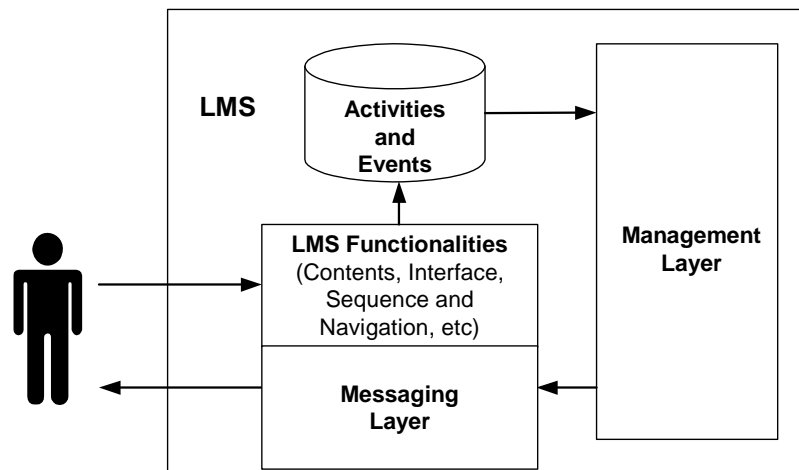 LMS
Activities
and
Events
LMS Functionalities
(Contents, Interface,
Sequence and
Navigation, etc)
Messaging
Layer
Management
Layer